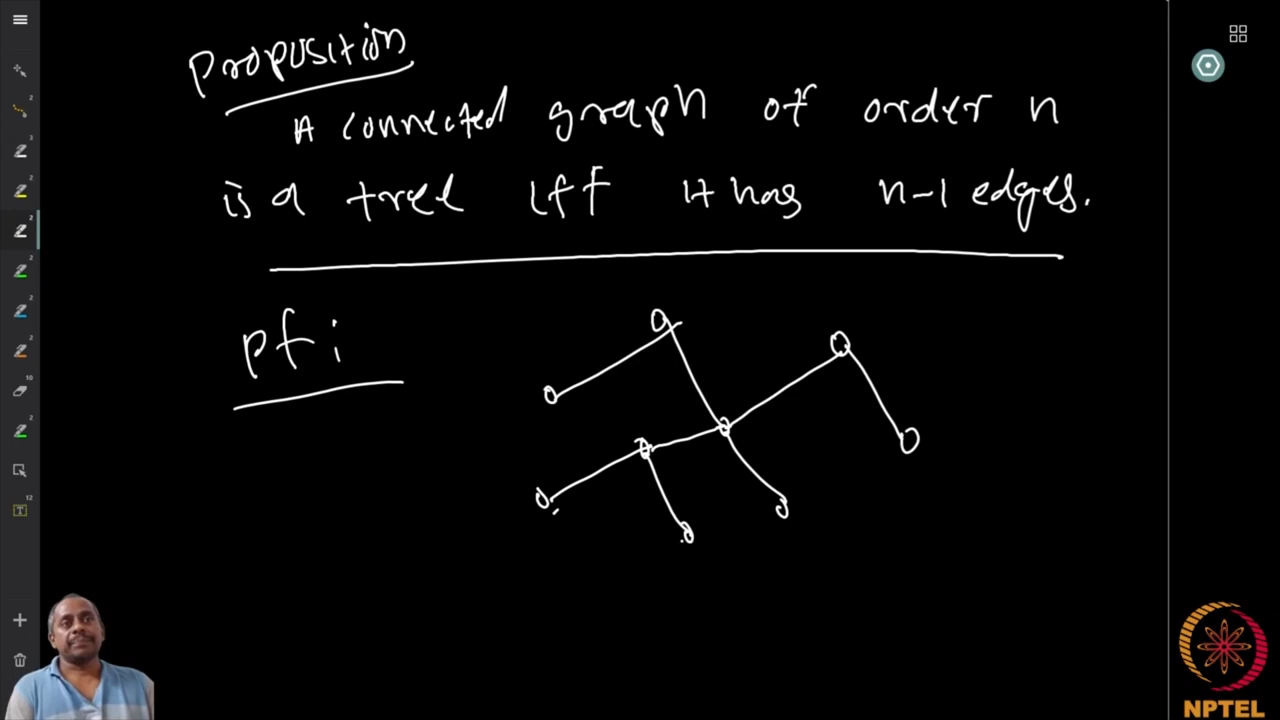 Proposition
A connected graph of order n
is a tree iff it has n-1 edges.
pf:
NPTEL